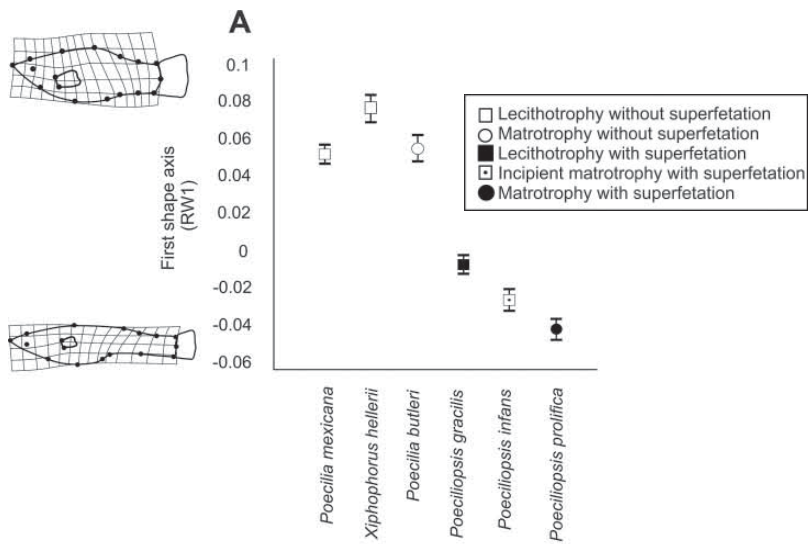 A
0.1
0.08
0.06
0.04
0.02
0
-0.02
-0.04
-0.06
First shape axis
(RW1)
Lecithotrophy without superfetation
Matrotrophy without superfetation
Lecithotrophy with superfetation
Incipient matrotrophy with superfetation
Matrotrophy with superfetation
Poecilia mexicana
Xiphophorus hellerii
Poecilia butleri
Poeciliopsis gracilis
Poeciliopsis infans
Poeciliopsis prolifica